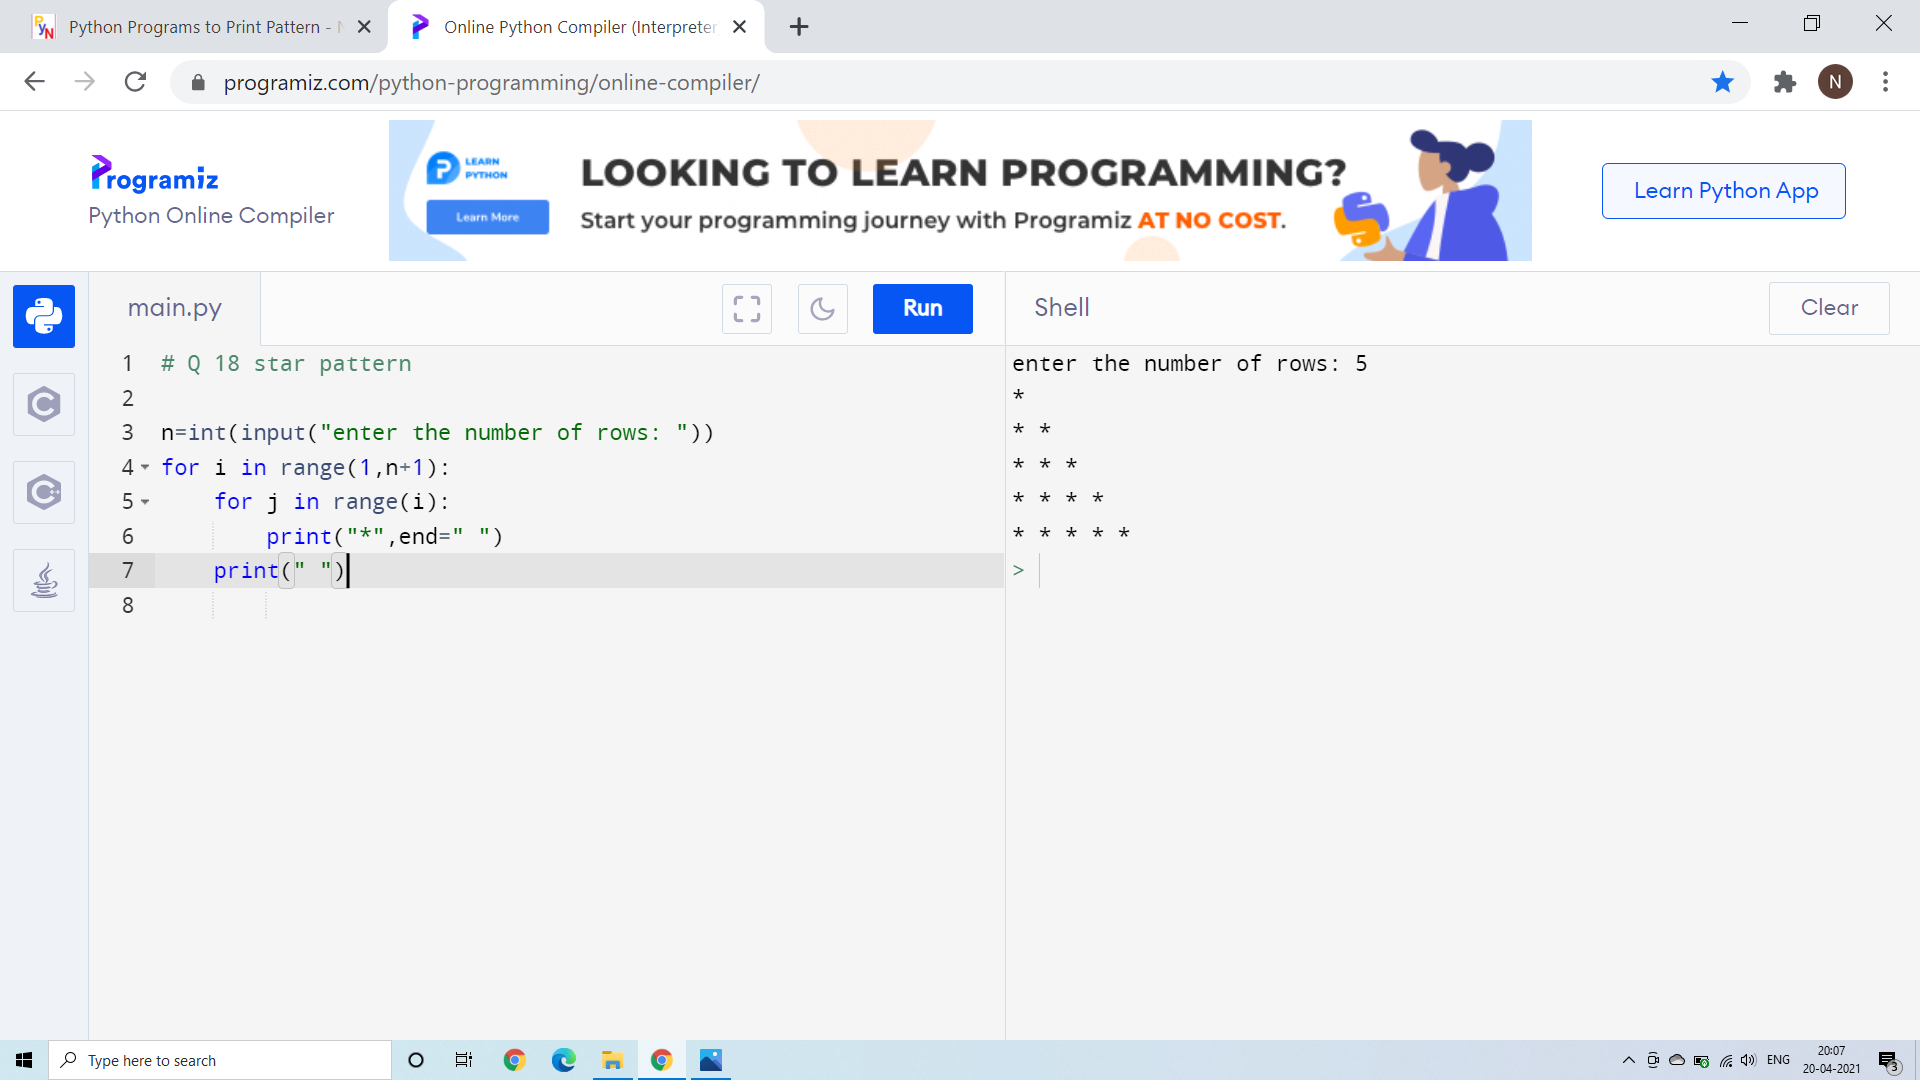 Python Programs to Print Pattern -
Online Python Compiler (Interpreter
programiz.com/python-programming/online-compiler/
N
Programiz
Python Online Compiler
LEARN
PYTHON
Learn More
LOOKING TO LEARN PROGRAMMING?
Start your programming journey with Programiz AT NO COST.
Learn Python App
main.py
Run
Shell
Clear
1 # Q 18 star pattern
2
3 n=int(input("enter the number of rows: "))
4 for i in range(1,n+1):
5     for j in range(i):
6         print("*",end=" ")
7     print(" ")
8
enter the number of rows: 5
*
* *
* * *
* * * *
* * * * *
>
Type here to search
ENG
20:07
20-04-2021
3